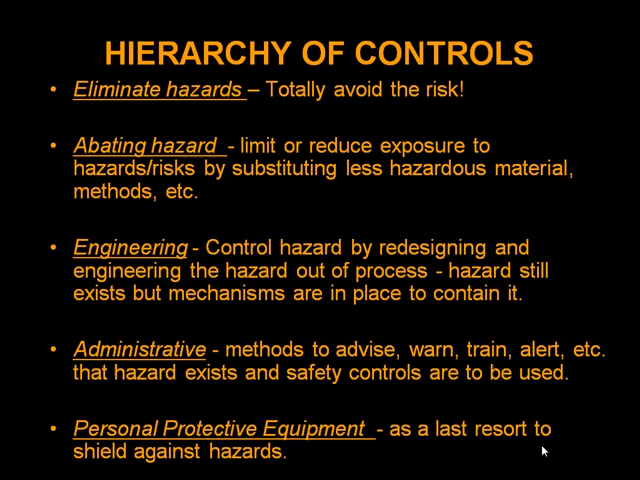 HIERARCHY OF CONTROLS
• Eliminate hazards – Totally avoid the risk!
• Abating hazard - limit or reduce exposure to
hazards/risks by substituting less hazardous material,
methods, etc.
• Engineering - Control hazard by redesigning and
engineering the hazard out of process - hazard still
exists but mechanisms are in place to contain it.
• Administrative - methods to advise, warn, train, alert, etc.
that hazard exists and safety controls are to be used.
• Personal Protective Equipment - as a last resort to
shield against hazards.